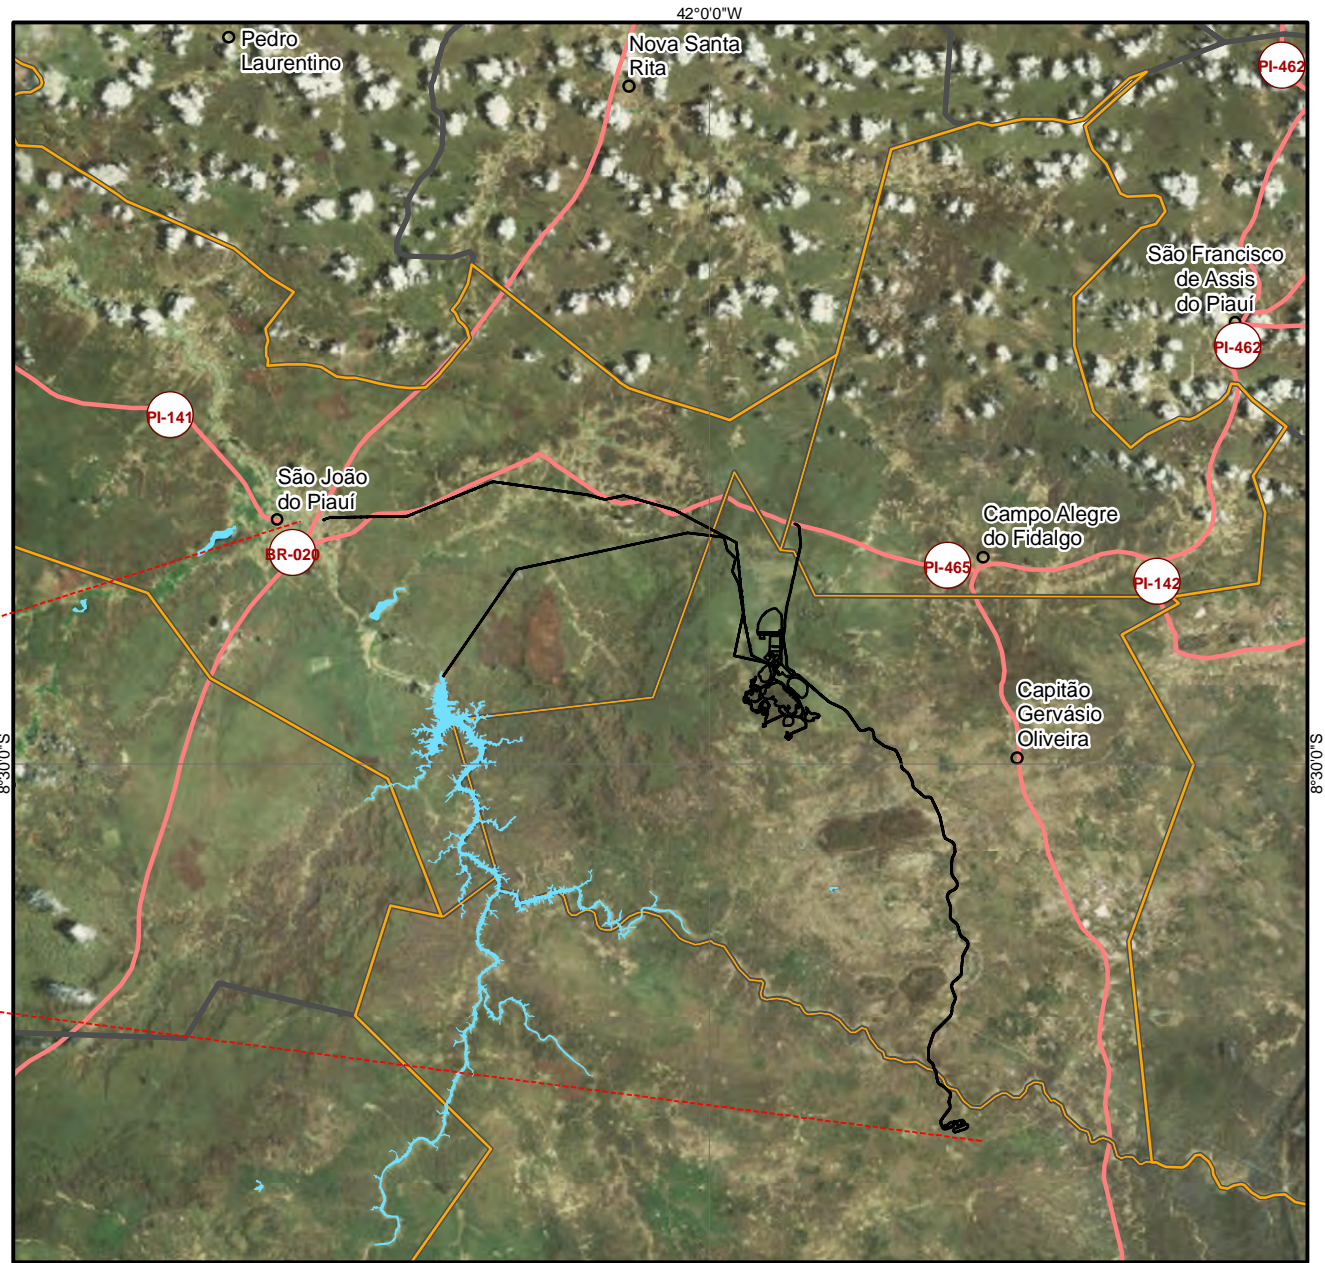 42°0'0"W
Pedro
Laurentino
Nova Santa
Rita
PI-462
São Francisco
de Assis
do Piauí
PI-462
PI-141
São João
do Piauí
BR-020
Campo Alegre
do Fidalgo
PI-465
PI-142
Capitão
Gervásio
Oliveira
8°30'0"S
8°30'0"S